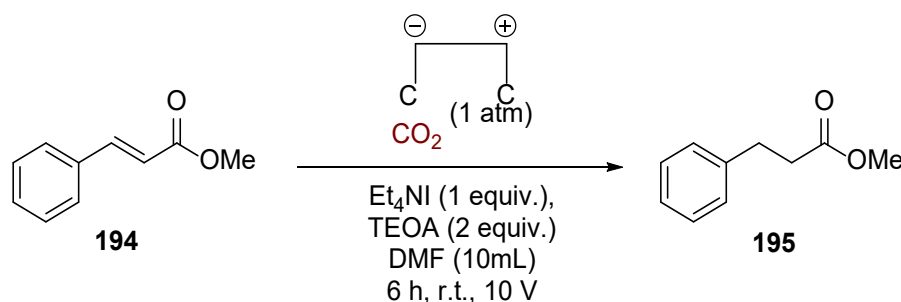 ⊖ ⊕
C C
(1 atm)
CO₂
O
OMe
194
Et₄NI (1 equiv.),
TEOA (2 equiv.)
DMF (10mL)
6 h, r.t., 10 V
O
OMe
195